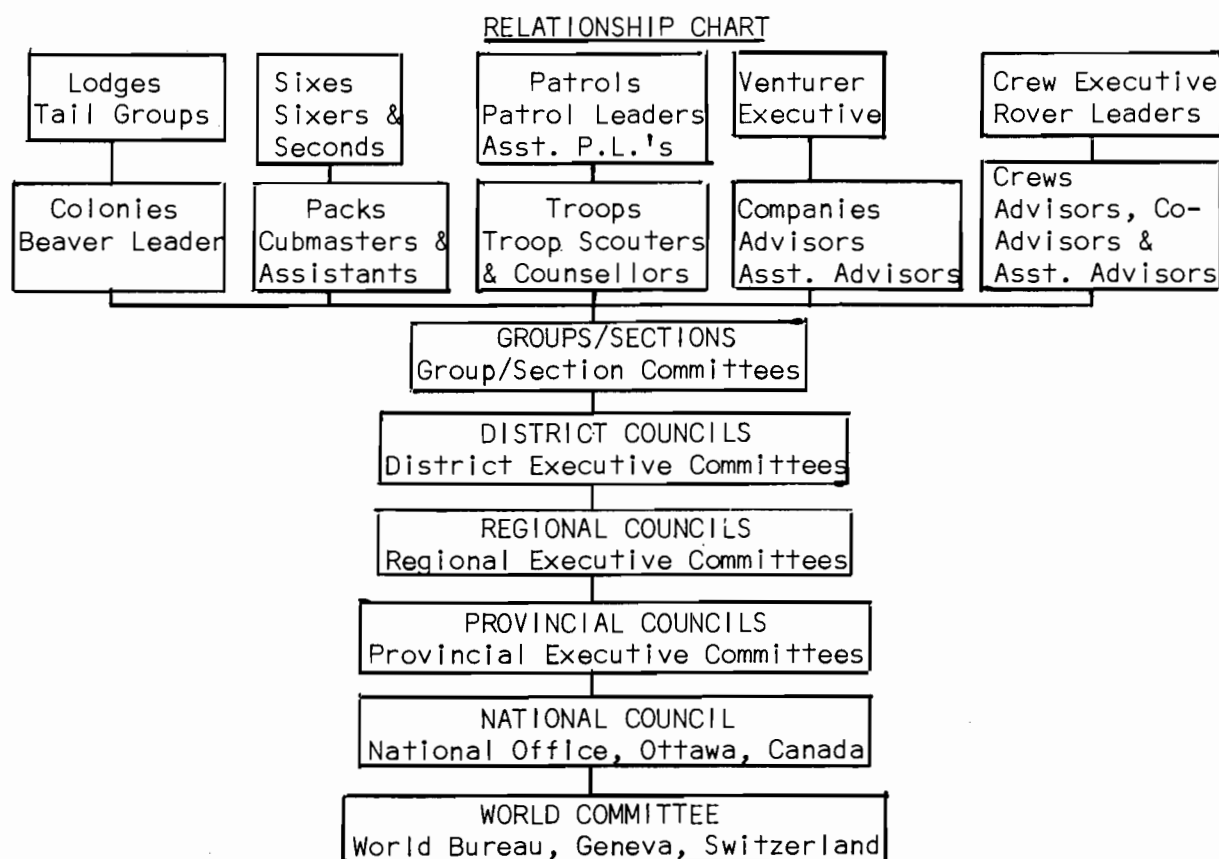 RELATIONSHIP CHART
Lodges
Tail Groups
Sixes
Sixers &
Seconds
Patrols
Patrol Leaders
Asst. P.L.'s
Venturer
Executive
Crew Executive
Rover Leaders
Colonies
Beaver Leader
Packs
Cubmasters &
Assistants
Troops
Troop Scouters
& Counsellors
Companies
Advisors
Asst. Advisors
Crews
Advisors, Co-
Advisors &
Asst. Advisors
GROUPS/SECTIONS
Group/Section Committees
DISTRICT COUNCILS
District Executive Committees
REGIONAL COUNCILS
Regional Executive Committees
PROVINCIAL COUNCILS
Provincial Executive Committees
NATIONAL COUNCIL
National Office, Ottawa, Canada
WORLD COMMITTEE
World Bureau, Geneva, Switzerland